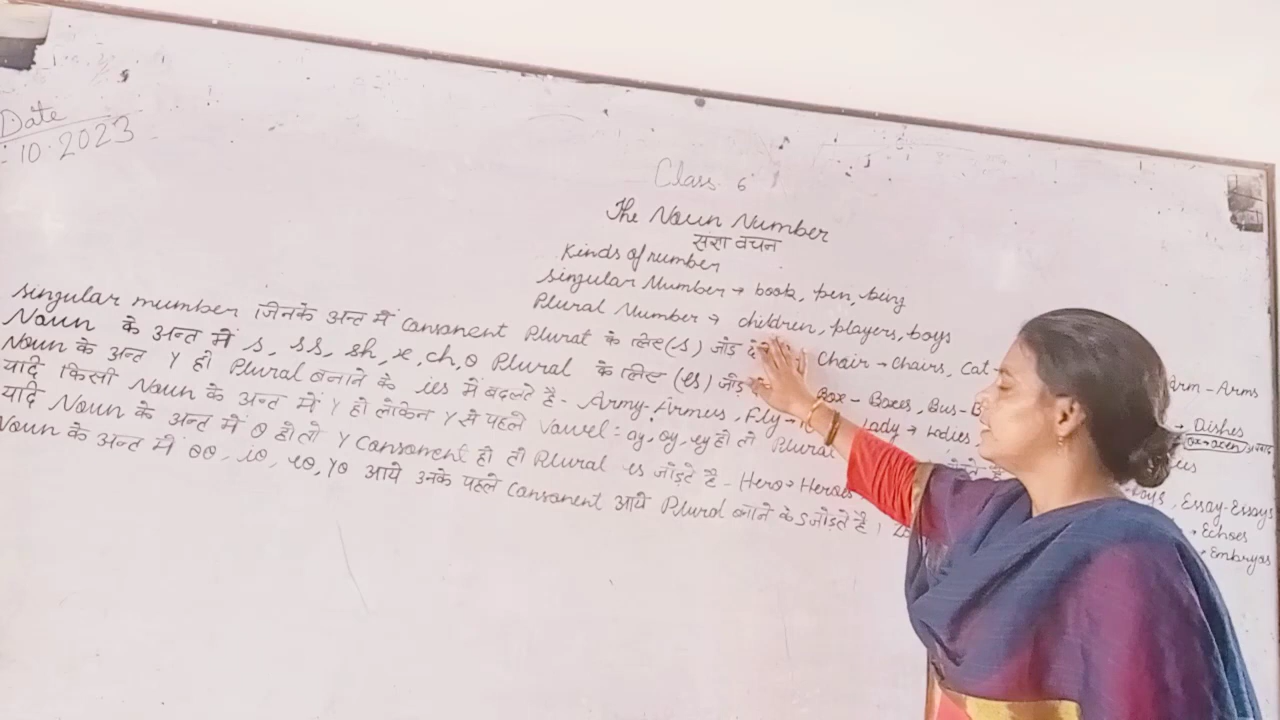 Date
10.2023
Class 6
The Noun Number
संज्ञा वचन
Kinds of number
Singular Number → book, pen, being
Plural Number → children, players, boys
Singular number जिनके अन्त में consonent Plural के लिए (s) जोड़ Chair → Chairs, Cat- Arm - Arms
Noun के अन्त में s, ss, sh, x, ch, o Plural के लिए (es) जोड़ Box - Boxes, Bus-B → Dishes
Noun के अन्त Y हो Plural बनाने के ies में बदलते है - Army-Armies, Fly → Lady → Ladies, ox → oxen
यदि किसी Noun के अन्त में Y हो लेकिन Y से पहले Vowel : ay, oy, ey हो तो Plural Boys, Essay-Essays
यदि Noun के अन्त में O हो तो Y Consonent हो तो Plural es जोड़ते है - Hero → Heroes → Echoes
Noun के अन्त में oo, io, eo, yo आये उनके पहले Consonent आये Plural बनाने के s जोड़ते है। → Embryos